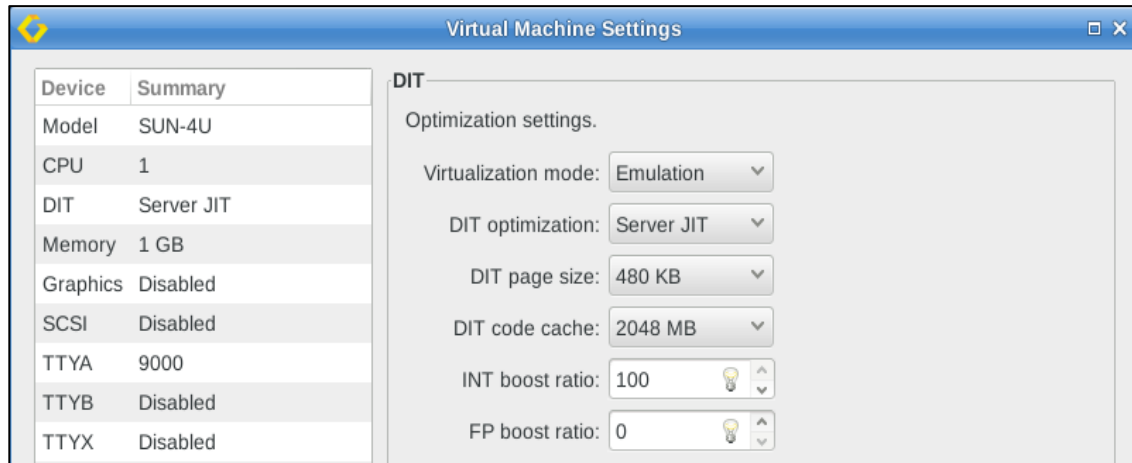 Virtual Machine Settings
Device Summary
Model SUN-4U
CPU 1
DIT Server JIT
Memory 1 GB
Graphics Disabled
SCSI Disabled
TTYA 9000
TTYB Disabled
TTYX Disabled
DIT
Optimization settings.
Virtualization mode: Emulation
DIT optimization: Server JIT
DIT page size: 480 KB
DIT code cache: 2048 MB
INT boost ratio: 100
FP boost ratio: 0